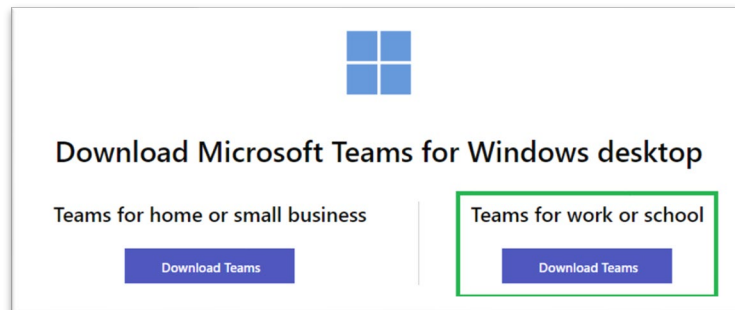 Download Microsoft Teams for Windows desktop
Teams for home or small business
Download Teams
Teams for work or school
Download Teams